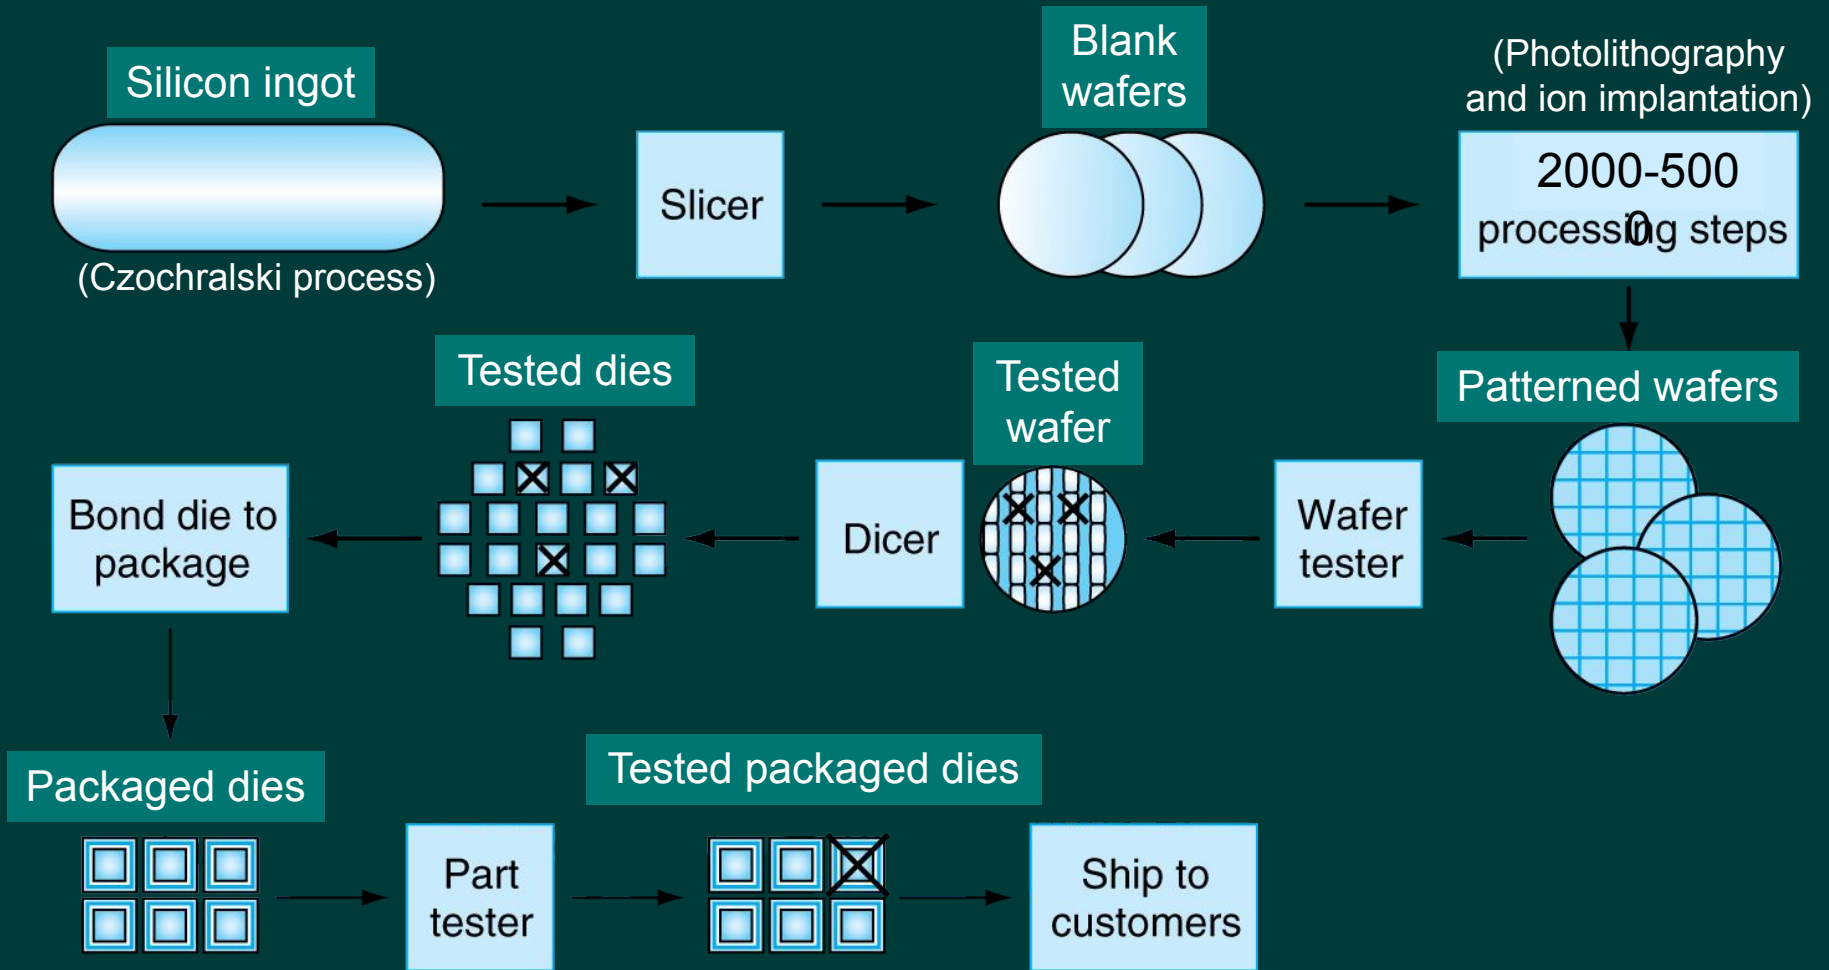 Silicon ingot
(Czochralski process)
Slicer
Blank
wafers
(Photolithography
and ion implantation)
2000-500
0
processing steps
Patterned wafers
Wafer
tester
Tested
wafer
Dicer
Tested dies
Bond die to
package
Packaged dies
Part
tester
Tested packaged dies
Ship to
customers